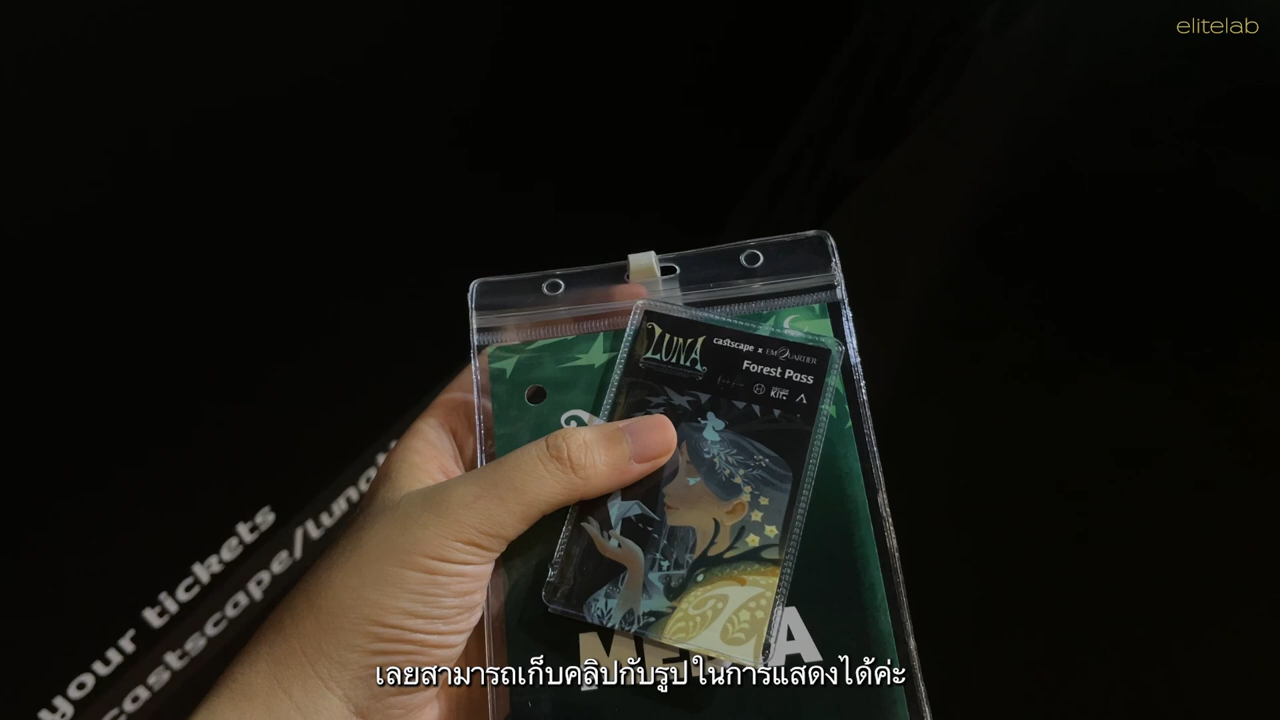 elitelab
LUNA
castscape x EMQUARTIER
Forest Pass
your tickets
castscape/luna
เลยสามารถเก็บคลิปกับรูป ในการแสดงได้ค่ะ